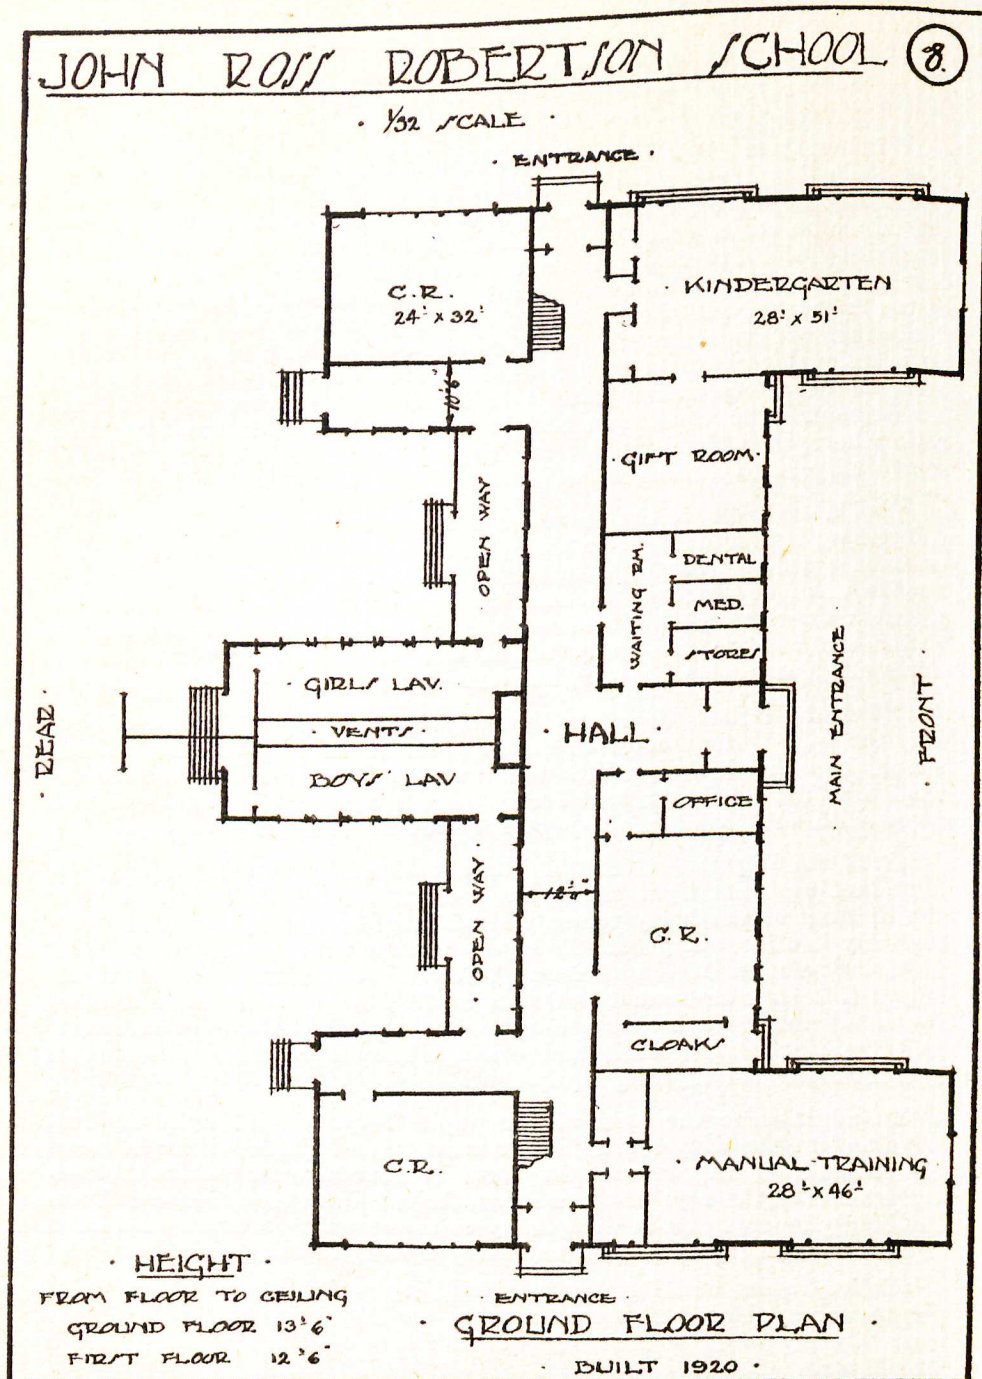 JOHN ROSS ROBERTSON SCHOOL 8.
· 1/32 SCALE ·
· ENTRANCE ·
C.R.
24' x 32'
· KINDERGARTEN
28' x 51'
10'6"
· GIFT ROOM ·
OPEN WAY
WAITING RM.
DENTAL
MED.
STORES
· GIRLS LAV.
· VENTS ·
BOYS' LAV
· HALL ·
· REAR ·
· MAIN ENTRANCE ·
· FRONT ·
OFFICE
· OPEN WAY ·
C.R.
CLOAKS
C.R.
· MANUAL-TRAINING ·
28' x 46'
· HEIGHT ·
FROM FLOOR TO CEILING
GROUND FLOOR 13'6"
FIRST FLOOR 12'6"
· ENTRANCE ·
· GROUND FLOOR PLAN ·
· BUILT 1920 ·